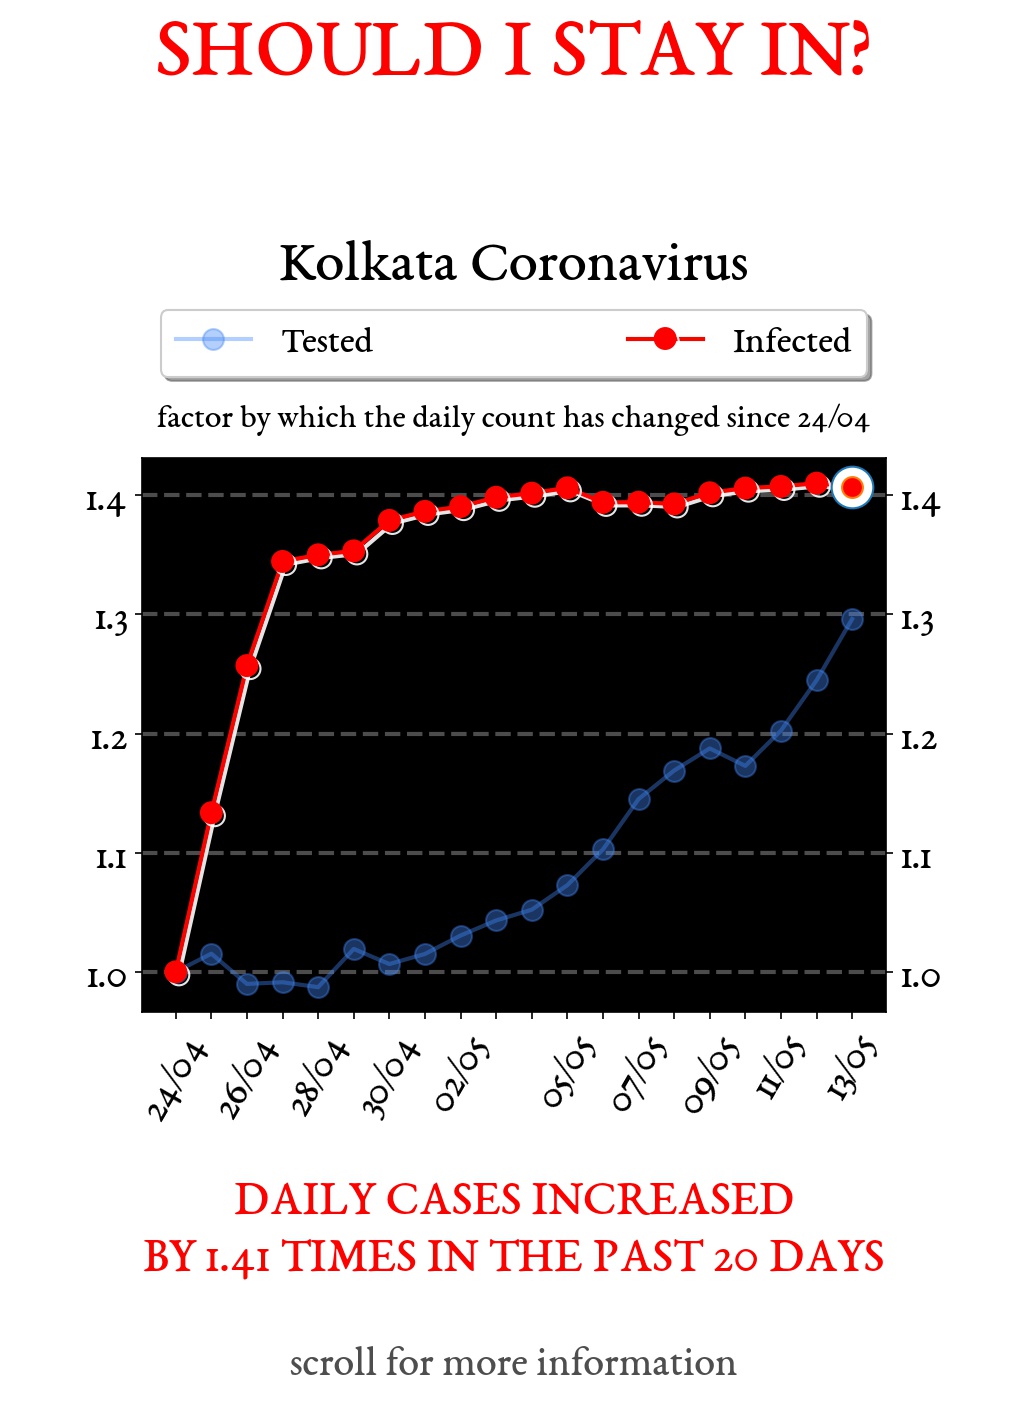 SHOULD I STAY IN?
Kolkata Coronavirus
Tested Infected
factor by which the daily count has changed since 24/04
1.4 1.4
1.3 1.3
1.2 1.2
1.1 1.1
1.0 1.0
24/04 26/04 28/04 30/04 02/05 05/05 07/05 09/05 11/05 13/05
DAILY CASES INCREASED
BY 1.41 TIMES IN THE PAST 20 DAYS
scroll for more information